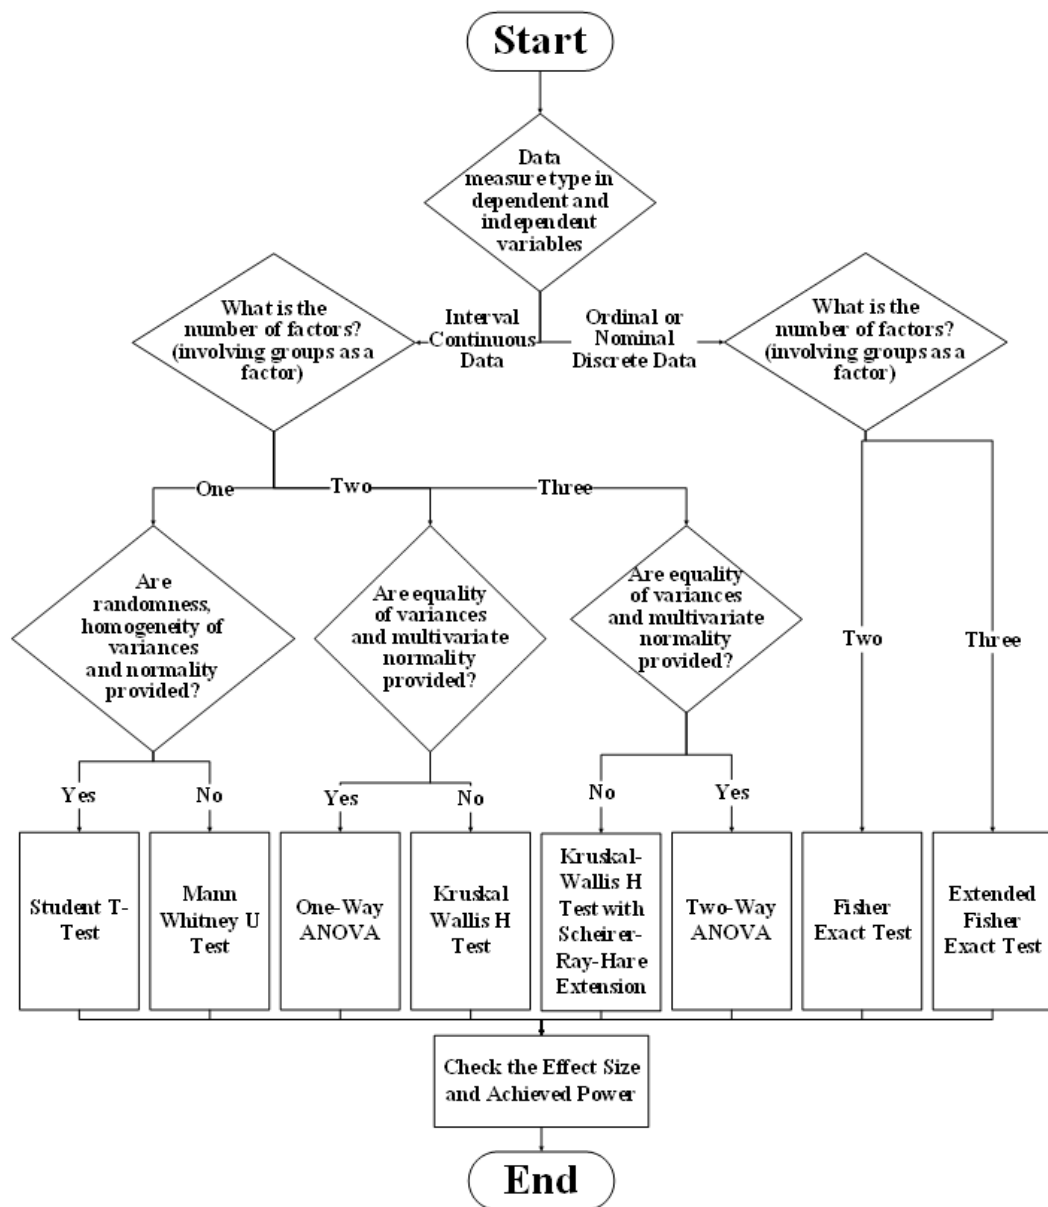 Start
Data
measure type in
dependent and
independent
variables
What is the
number of factors?
(involving groups as a
factor)
Interval
Continuous
Data
Ordinal or
Nominal
Discrete Data
What is the
number of factors?
(involving groups as a
factor)
One
Two
Three
Are
randomness,
homogeneity of
variances
and normality
provided?
Are equality
of variances
and multivariate
normality
provided?
Are equality
of variances
and multivariate
normality
provided?
Two
Three
Yes
No
Yes
No
No
Yes
Student T-
Test
Mann
Whitney U
Test
One-Way
ANOVA
Kruskal
Wallis H
Test
Kruskal-
Wallis H
Test with
Scheirer-
Ray-Hare
Extension
Two-Way
ANOVA
Fisher
Exact Test
Extended
Fisher
Exact Test
Check the Effect Size
and Achieved Power
End